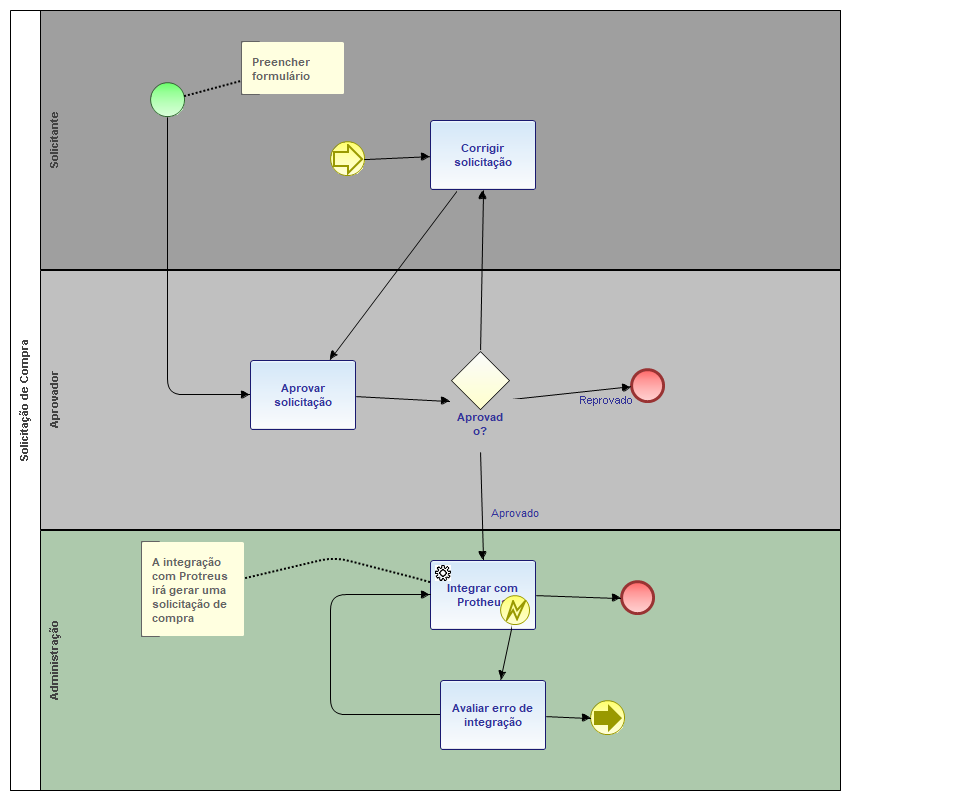 Solicitação de Compra
Solicitante
Preencher
formulário
Corrigir
solicitação
Aprovador
Aprovar
solicitação
Aprovad
o?
Reprovado
Aprovado
Administração
A integração
com Protreus
irá gerar uma
solicitação de
compra
Integrar com
Protheus
Avaliar erro de
integração